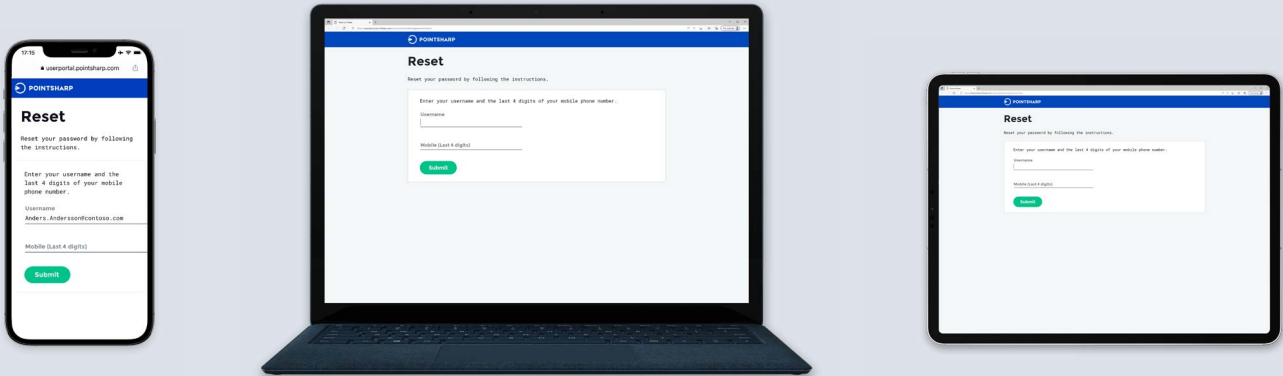 17:15
userportal.pointsharp.com
POINTSHARP
Reset
Reset your password by following
the instructions.
Enter your username and the
last 4 digits of your mobile
phone number.
Username
Anders.Andersson@contoso.com
Mobile (Last 4 digits)
Submit
POINTSHARP
Reset
Reset your password by following the instructions.
Enter your username and the last 4 digits of your mobile phone number.
Username
Mobile (Last 4 digits)
Submit
POINTSHARP
Reset
Reset your password by following the instructions.
Enter your username and the last 4 digits of your mobile phone number.
Username
Mobile (Last 4 digits)
Submit